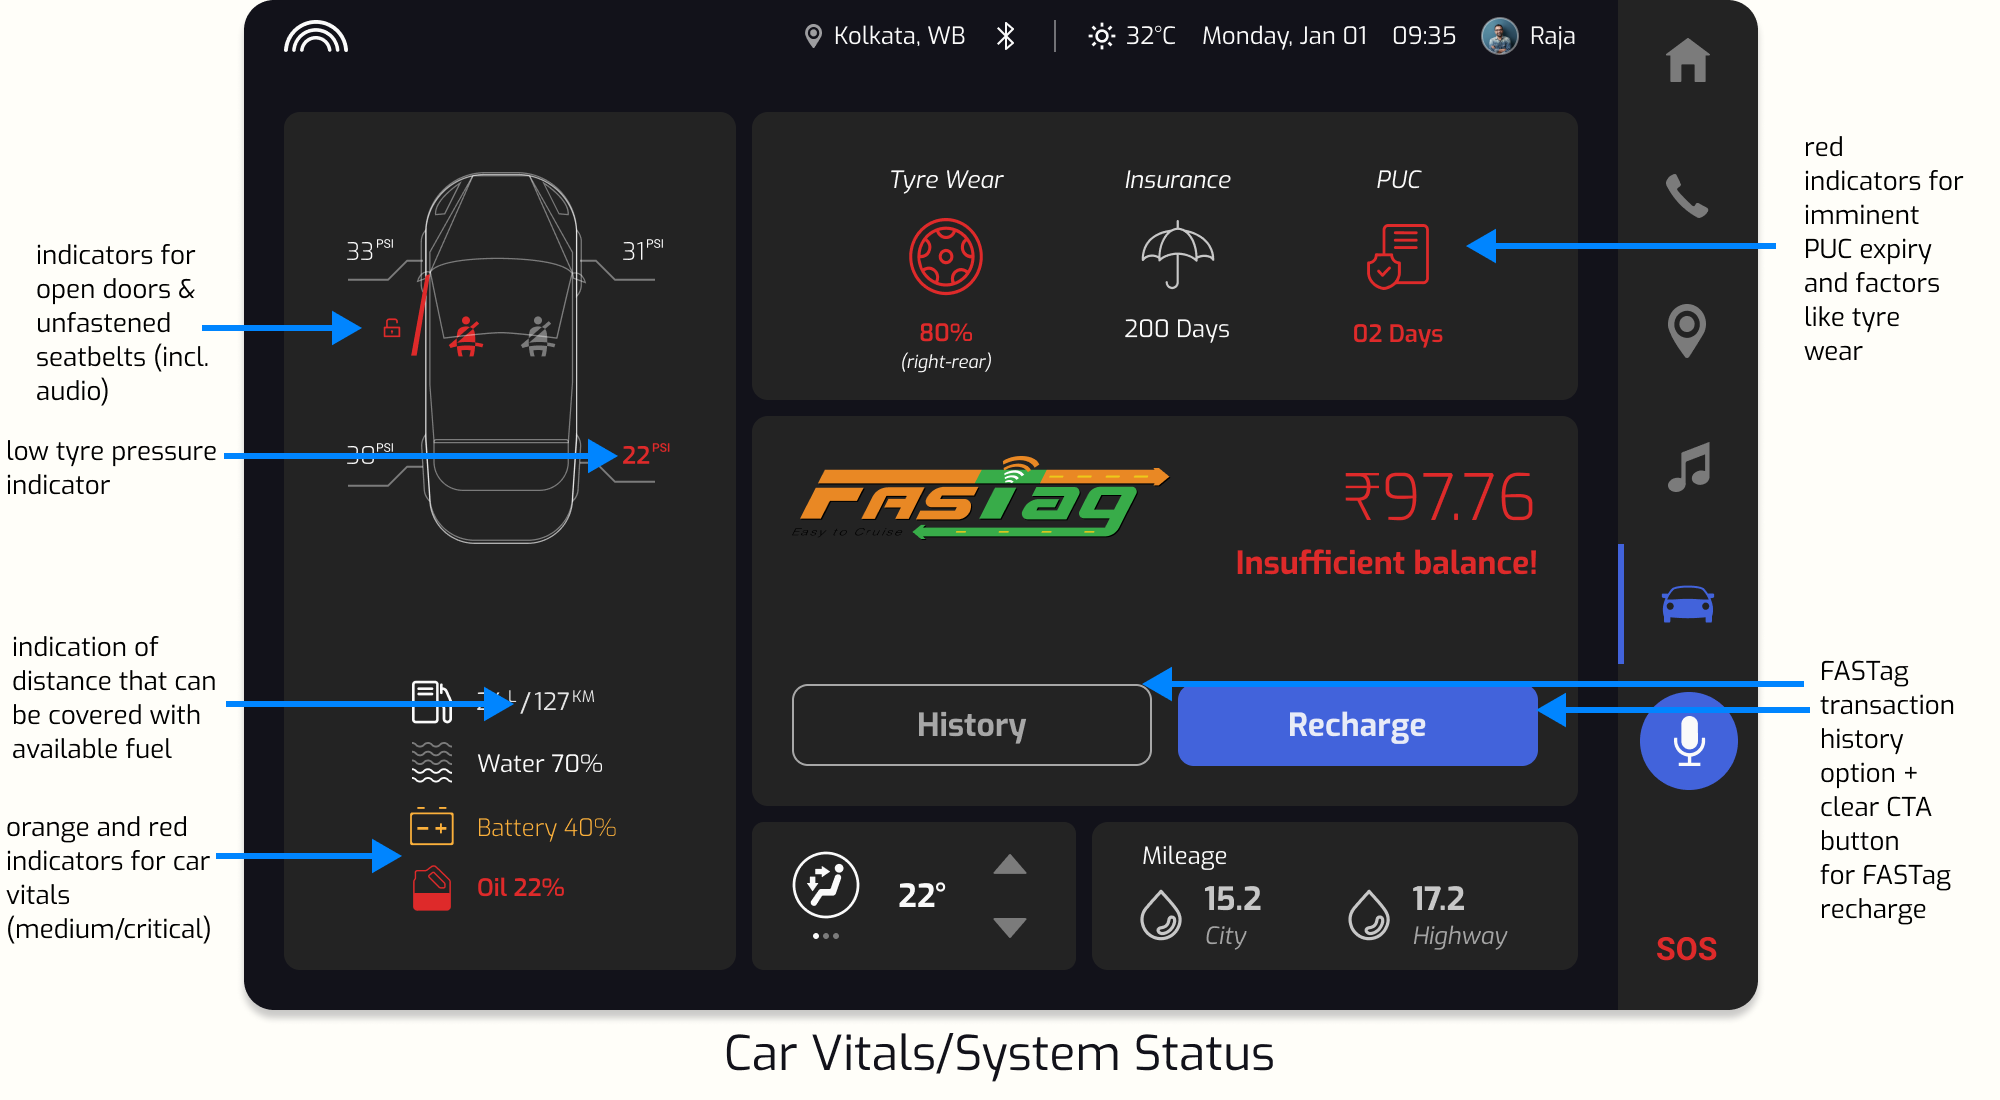 Kolkata, WB
32°C
Monday, Jan 01
09:35
Raja
33 PSI
31 PSI
22 PSI
L / 127 KM
Water 70%
Battery 40%
Oil 22%
Tyre Wear
80%
(right-rear)
Insurance
200 Days
PUC
02 Days
FASTag
Easy to Cruise
₹97.76
Insufficient balance!
History
Recharge
22°
Mileage
15.2
City
17.2
Highway
SOS
indicators for
open doors &
unfastened
seatbelts (incl.
audio)
low tyre pressure
indicator
indication of
distance that can
be covered with
available fuel
orange and red
indicators for car
vitals
(medium/critical)
red
indicators for
imminent
PUC expiry
and factors
like tyre
wear
FASTag
transaction
history
option +
clear CTA
button
for FASTag
recharge
Car Vitals/System Status